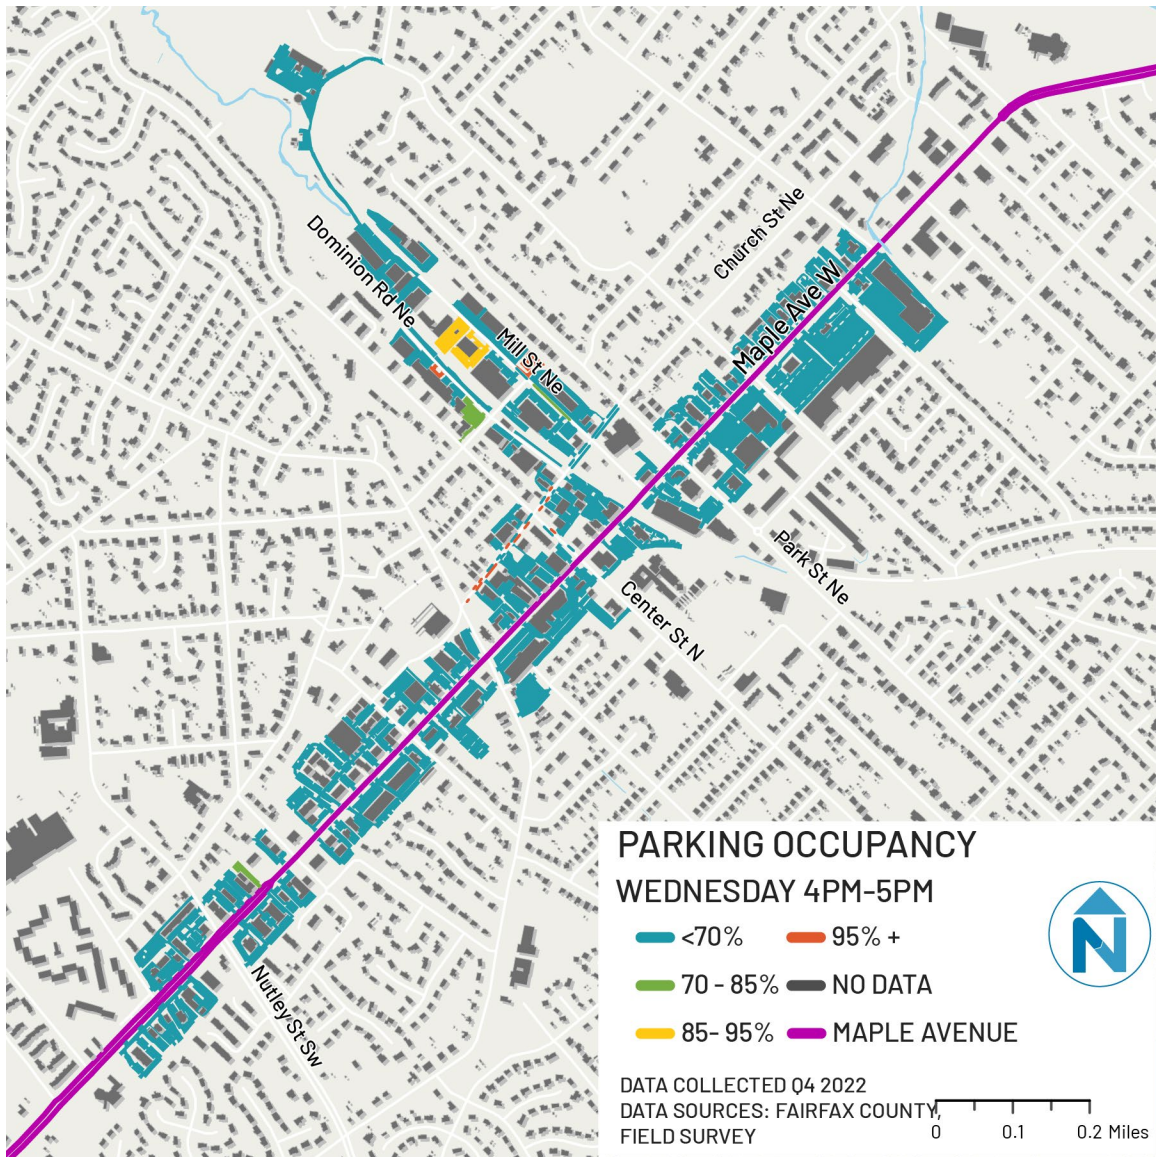 Church St Ne
Dominion Rd Ne
Maple Ave W
Mill St Ne
Park St Ne
Center St N
Nutley St Sw
PARKING OCCUPANCY
WEDNESDAY 4PM-5PM
<70%
95% +
70 - 85%
NO DATA
85- 95%
MAPLE AVENUE
N
DATA COLLECTED Q4 2022
DATA SOURCES: FAIRFAX COUNTY,
FIELD SURVEY
0 0.1 0.2 Miles